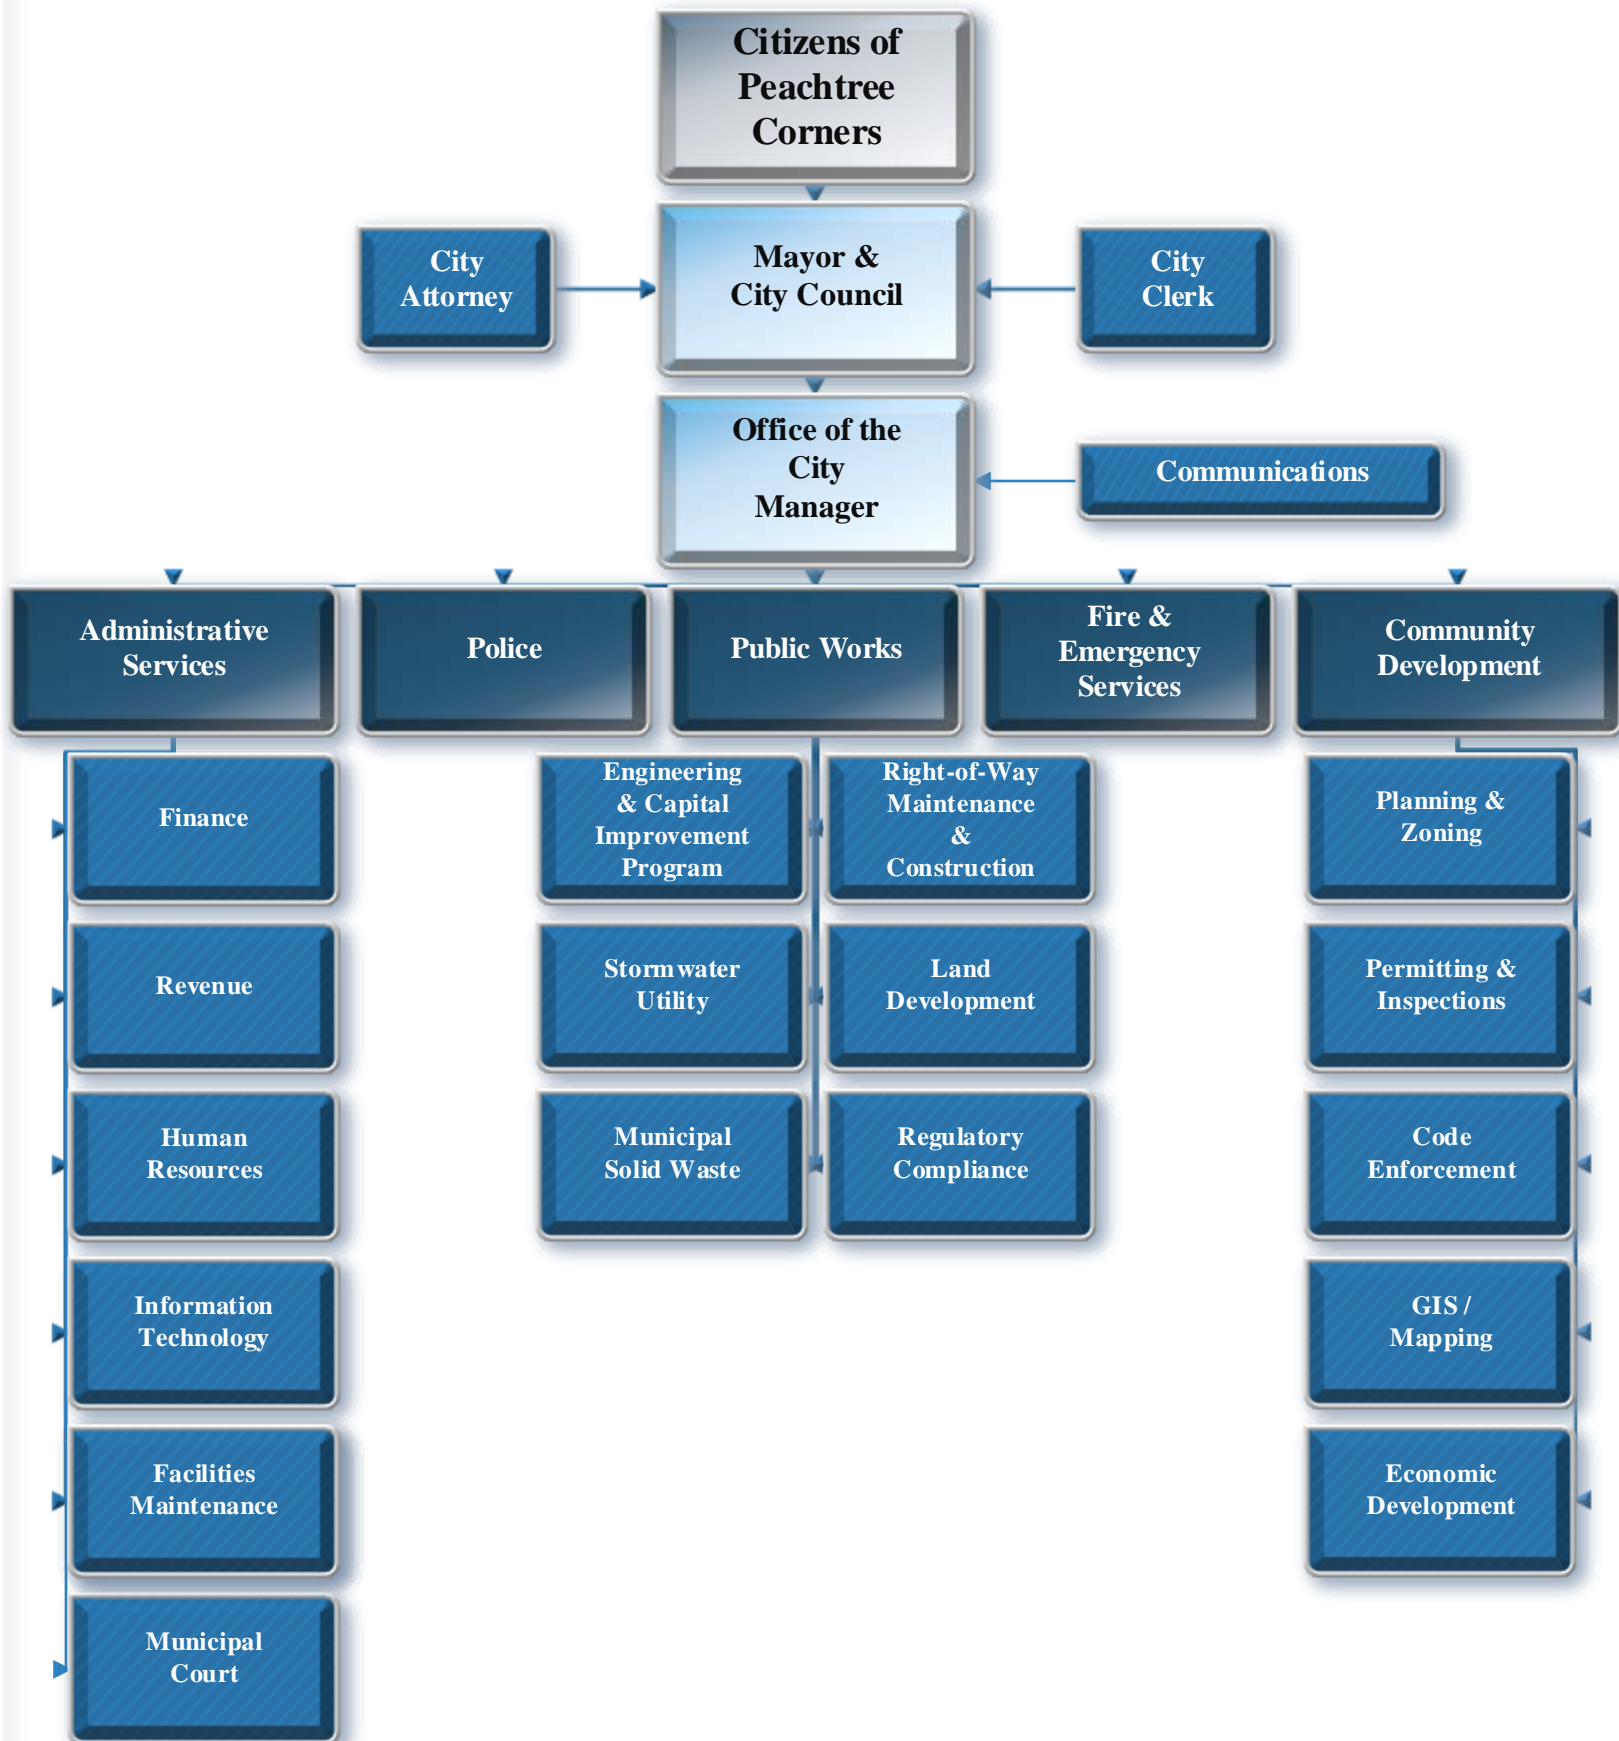 Citizens of
Peachtree
Corners
City
Attorney
Mayor &
City Council
City
Clerk
Office of the
City
Manager
Communications
Administrative
Services
Police
Public Works
Fire &
Emergency
Services
Community
Development
Finance
Engineering
& Capital
Improvement
Program
Right-of-Way
Maintenance
&
Construction
Planning &
Zoning
Revenue
Stormwater
Utility
Land
Development
Permitting &
Inspections
Human
Resources
Municipal
Solid Waste
Regulatory
Compliance
Code
Enforcement
Information
Technology
GIS /
Mapping
Facilities
Maintenance
Economic
Development
Municipal
Court